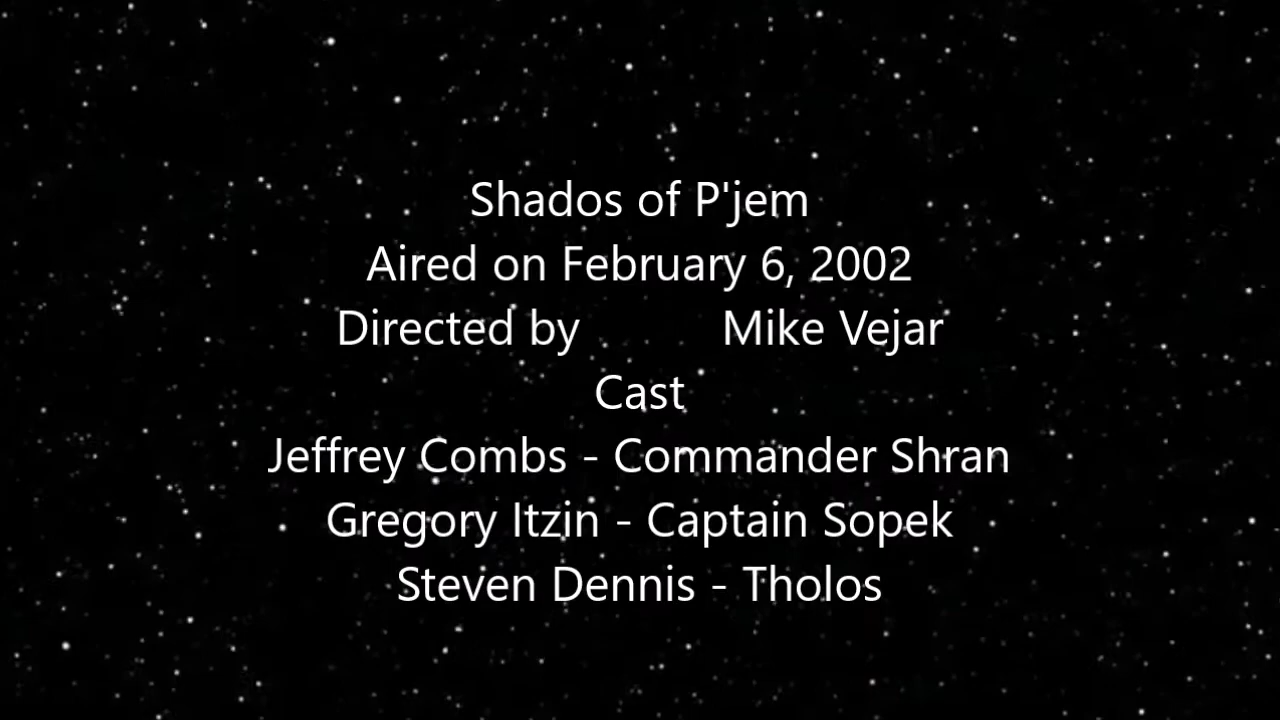 Shados of P'jem
Aired on February 6, 2002
Directed by Mike Vejar
Cast
Jeffrey Combs - Commander Shran
Gregory Itzin - Captain Sopek
Steven Dennis - Tholos